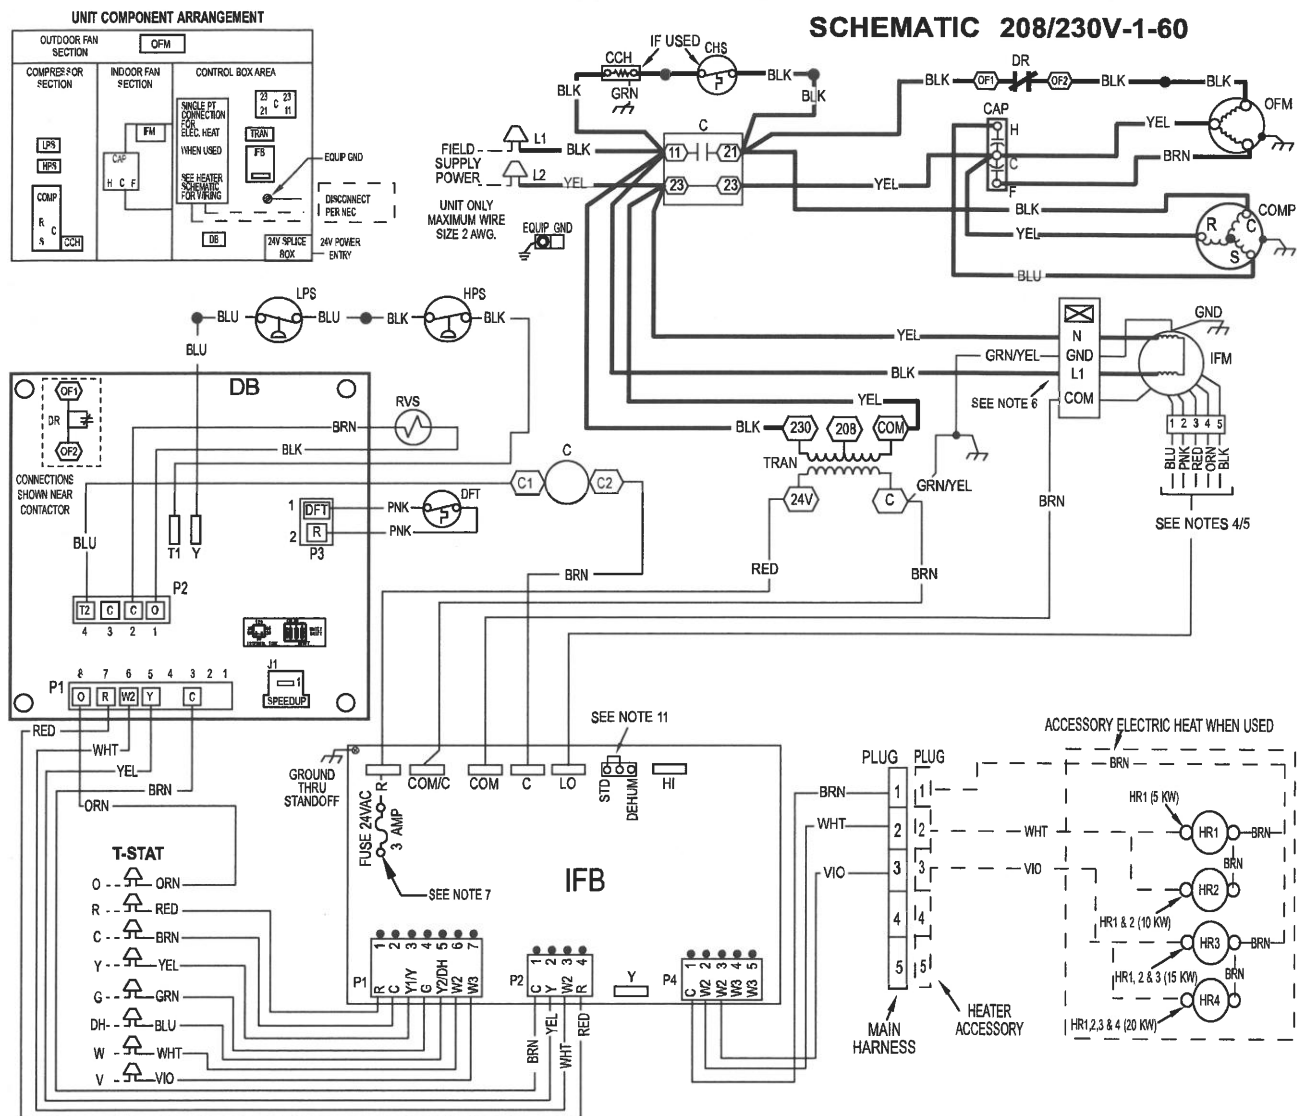 UNIT COMPONENT ARRANGEMENT
OUTDOOR FAN
SECTION
OFM
COMPRESSOR
SECTION
INDOOR FAN
SECTION
CONTROL BOX AREA
SINGLE PT
CONNECTION
FOR
ELEC. HEAT
WHEN USED
SEE HEATER
SCHEMATIC
FOR WIRING
23 23
C
21 11
TRAN
IFB
IFM
LPS
HPS
CAP
H C F
COMP
R
C
S
CCH
EQUIP GND
DISCONNECT
PER NEC
DB
24V SPLICE
BOX
24V POWER
ENTRY
SCHEMATIC 208/230V-1-60
IF USED
CCH
CHS
BLK
GRN
BLK
BLK
BLK
FIELD
SUPPLY
POWER
L1
BLK
L2
YEL
UNIT ONLY
MAXIMUM WIRE
SIZE 2 AWG.
EQUIP GND
C
11
21
23
23
BLK
OF1
DR
OF2
BLK
BLK
OFM
CAP
H
C
F
YEL
YEL
BRN
BLK
YEL
BLU
COMP
R
C
S
YEL
BLK
YEL
BLK
GRN/YEL
SEE NOTE 6
N
GND
L1
COM
GND
IFM
1 2 3 4 5
BLU
PNK
RED
ORN
BLK
SEE NOTES 4/5
230
208
COM
TRAN
24V
C
GRN/YEL
RED
BRN
BRN
BLU
LPS
BLU
BLK
HPS
BLK
BLU
DB
OF1
DR
OF2
CONNECTIONS
SHOWN NEAR
CONTACTOR
RVS
BRN
BLK
C
C1
C2
DFT
1
DFT
PNK
2
R
PNK
P3
BLU
T1 Y
BRN
P2
T2 C C O
4 3 2 1
J1
1
SPEEDUP
P1
8 7 6 5 4 3 2 1
O R W2 Y C
RED
WHT
YEL
BRN
ORN
T-STAT
O ORN
R RED
C BRN
Y YEL
G GRN
DH BLU
W WHT
V VIO
GROUND
THRU
STANDOFF
R
COM/C
COM
C
LO
SEE NOTE 11
STD
DEHUM
HI
FUSE 24VAC
3 AMP
SEE NOTE 7
IFB
P1
1 2 3 4 5 6 7
R C Y1/Y G Y2/DH W2 W3
P2
1 2 3 4
C Y W2 R
Y
P4
1 2 3 4 5
C W2 W2 W3 W3
BRN
YEL
WHT
RED
PLUG
PLUG
BRN
1
1
WHT
2
2
VIO
3
3
4
4
5
5
MAIN
HARNESS
HEATER
ACCESSORY
ACCESSORY ELECTRIC HEAT WHEN USED
BRN
HR1 (5 KW)
WHT
HR1
BRN
BRN
VIO
HR2
HR1 & 2 (10 KW)
HR3
BRN
HR1, 2 & 3 (15 KW)
BRN
HR4
HR1,2,3 & 4 (20 KW)